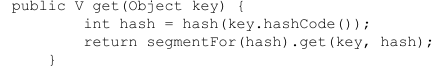 public V get(Object key) {
int hash = hash(key.hashCode());
return segmentFor(hash).get(key, hash);
}